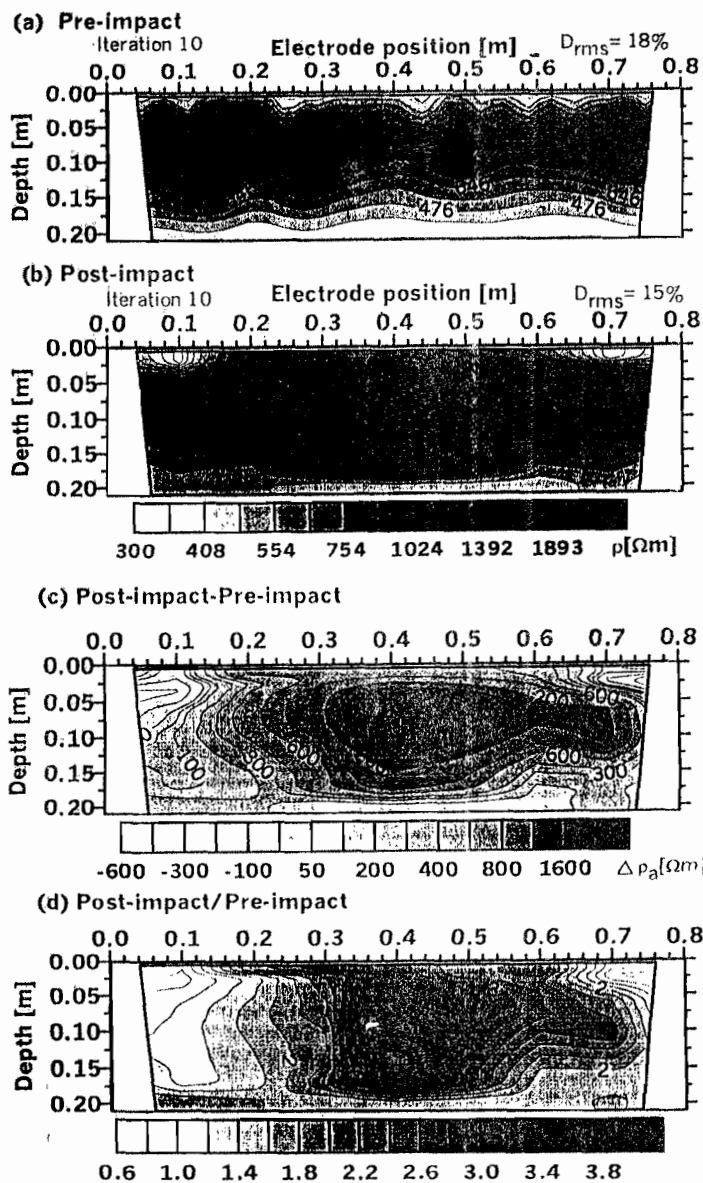 (a) Pre-impact
Iteration 10 Electrode position [m] D_rms = 18%
0.0 0.1 0.2 0.3 0.4 0.5 0.6 0.7 0.8
0.00
0.05
0.10
0.15
0.20
Depth [m]
646 646
476 476
(b) Post-impact
Iteration 10 Electrode position [m] D_rms = 15%
0.0 0.1 0.2 0.3 0.4 0.5 0.6 0.7 0.8
0.00
0.05
0.10
0.15
0.20
Depth [m]
300 408 554 754 1024 1392 1893 ρ[Ωm]
(c) Post-impact-Pre-impact
0.0 0.1 0.2 0.3 0.4 0.5 0.6 0.7 0.8
0.00
0.05
0.10
0.15
0.20
Depth [m]
200 600
600 600
300
-600 -300 -100 50 200 400 800 1600 Δρa[Ωm]
(d) Post-impact/Pre-impact
0.0 0.1 0.2 0.3 0.4 0.5 0.6 0.7 0.8
0.00
0.05
0.10
0.15
0.20
Depth [m]
2
2
0.6 1.0 1.4 1.8 2.2 2.6 3.0 3.4 3.8